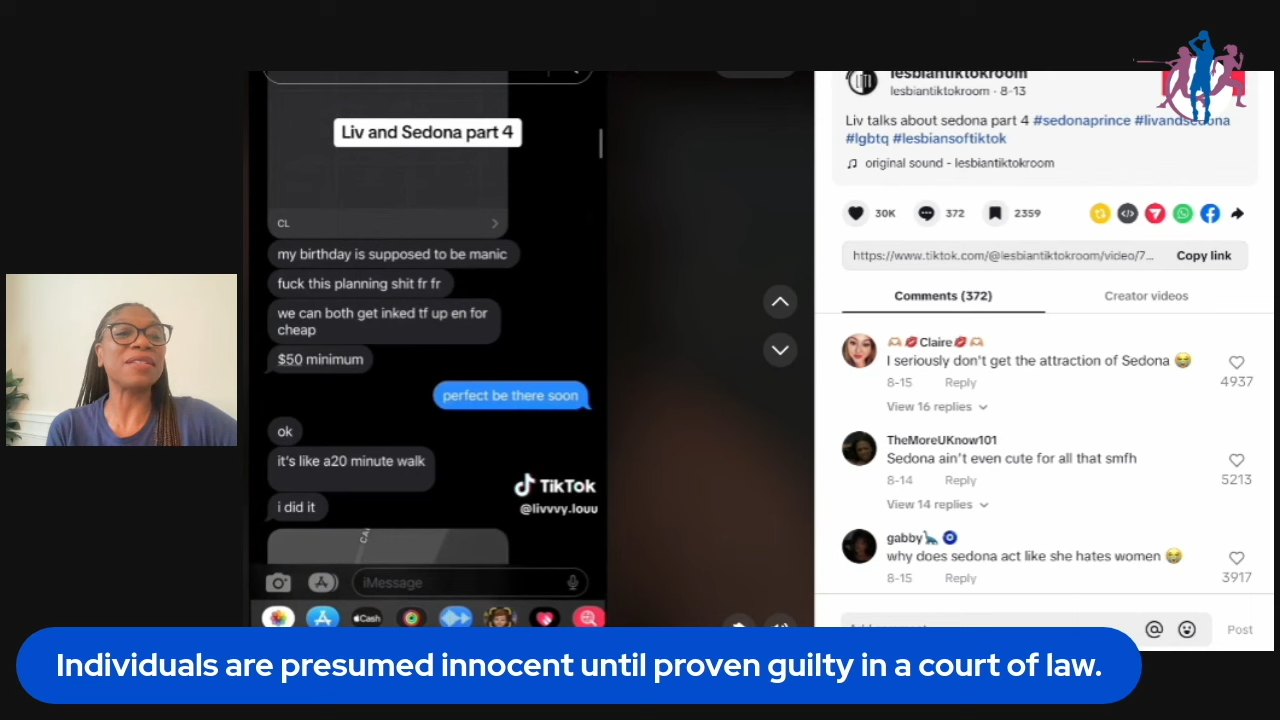 Liv and Sedona part 4
CL
my birthday is supposed to be manic
fuck this planning shit fr fr
we can both get inked tf up en for
cheap
$50 minimum
perfect be there soon
ok
it's like a20 minute walk
i did it
CAL
TikTok
@livvvy.louu
iMessage
Cash
lesbiantiktokroom
lesbiantiktokroom · 8-13
Liv talks about sedona part 4 #sedonaprince #livandsedona
#lgbtq #lesbiansoftiktok
original sound - lesbiantiktokroom
30K
372
2359
https://www.tiktok.com/@lesbiantiktokroom/video/7...
Copy link
Comments (372)
Creator videos
Claire
I seriously don't get the attraction of Sedona
8-15
Reply
4937
View 16 replies
TheMoreUKnow101
Sedona ain't even cute for all that smfh
8-14
Reply
5213
View 14 replies
gabby
why does sedona act like she hates women
8-15
Reply
3917
Post
Individuals are presumed innocent until proven guilty in a court of law.